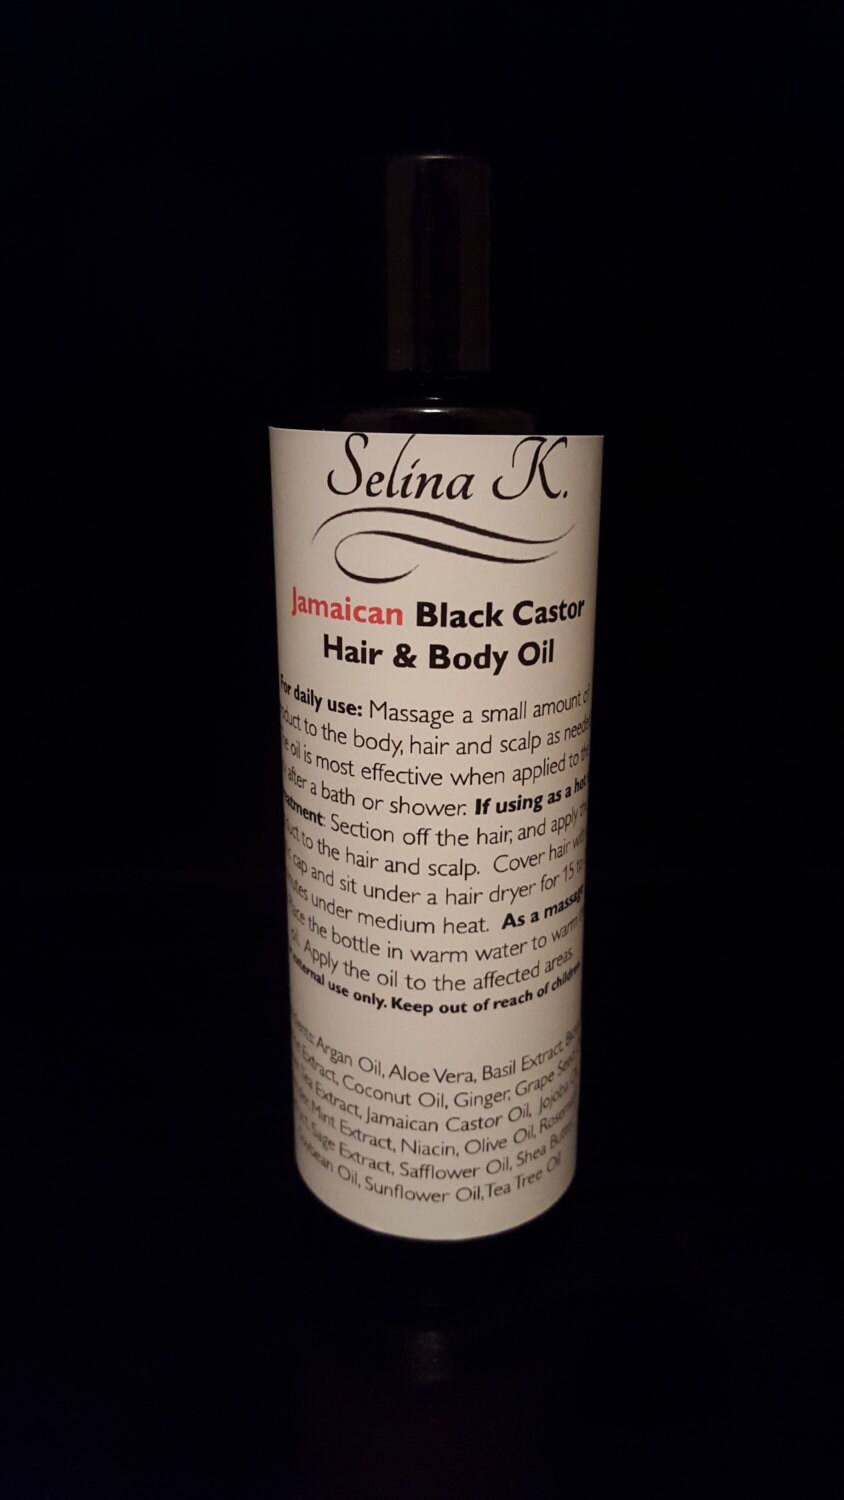 Selina K.
Jamaican Black Castor
Hair & Body Oil
For daily use: Massage a small amount of
to the body, hair and scalp as needed
oil is most effective when applied to the
after a bath or shower. If using as a hot
Section off the hair, and apply
to the hair and scalp. Cover hair with
cap and sit under a hair dryer for 15 to
under medium heat. As a massage
the bottle in warm water to warm
oil. Apply the oil to the affected areas.
external use only. Keep out of reach of children
Argan Oil, Aloe Vera, Basil Extract
Extract, Coconut Oil, Ginger, Grape Seed
Tea Extract, Jamaican Castor Oil, Jojoba
Mint Extract, Niacin, Olive Oil,
Sage Extract, Safflower Oil, Shea
Oil, Sunflower Oil, Tea Tree Oil